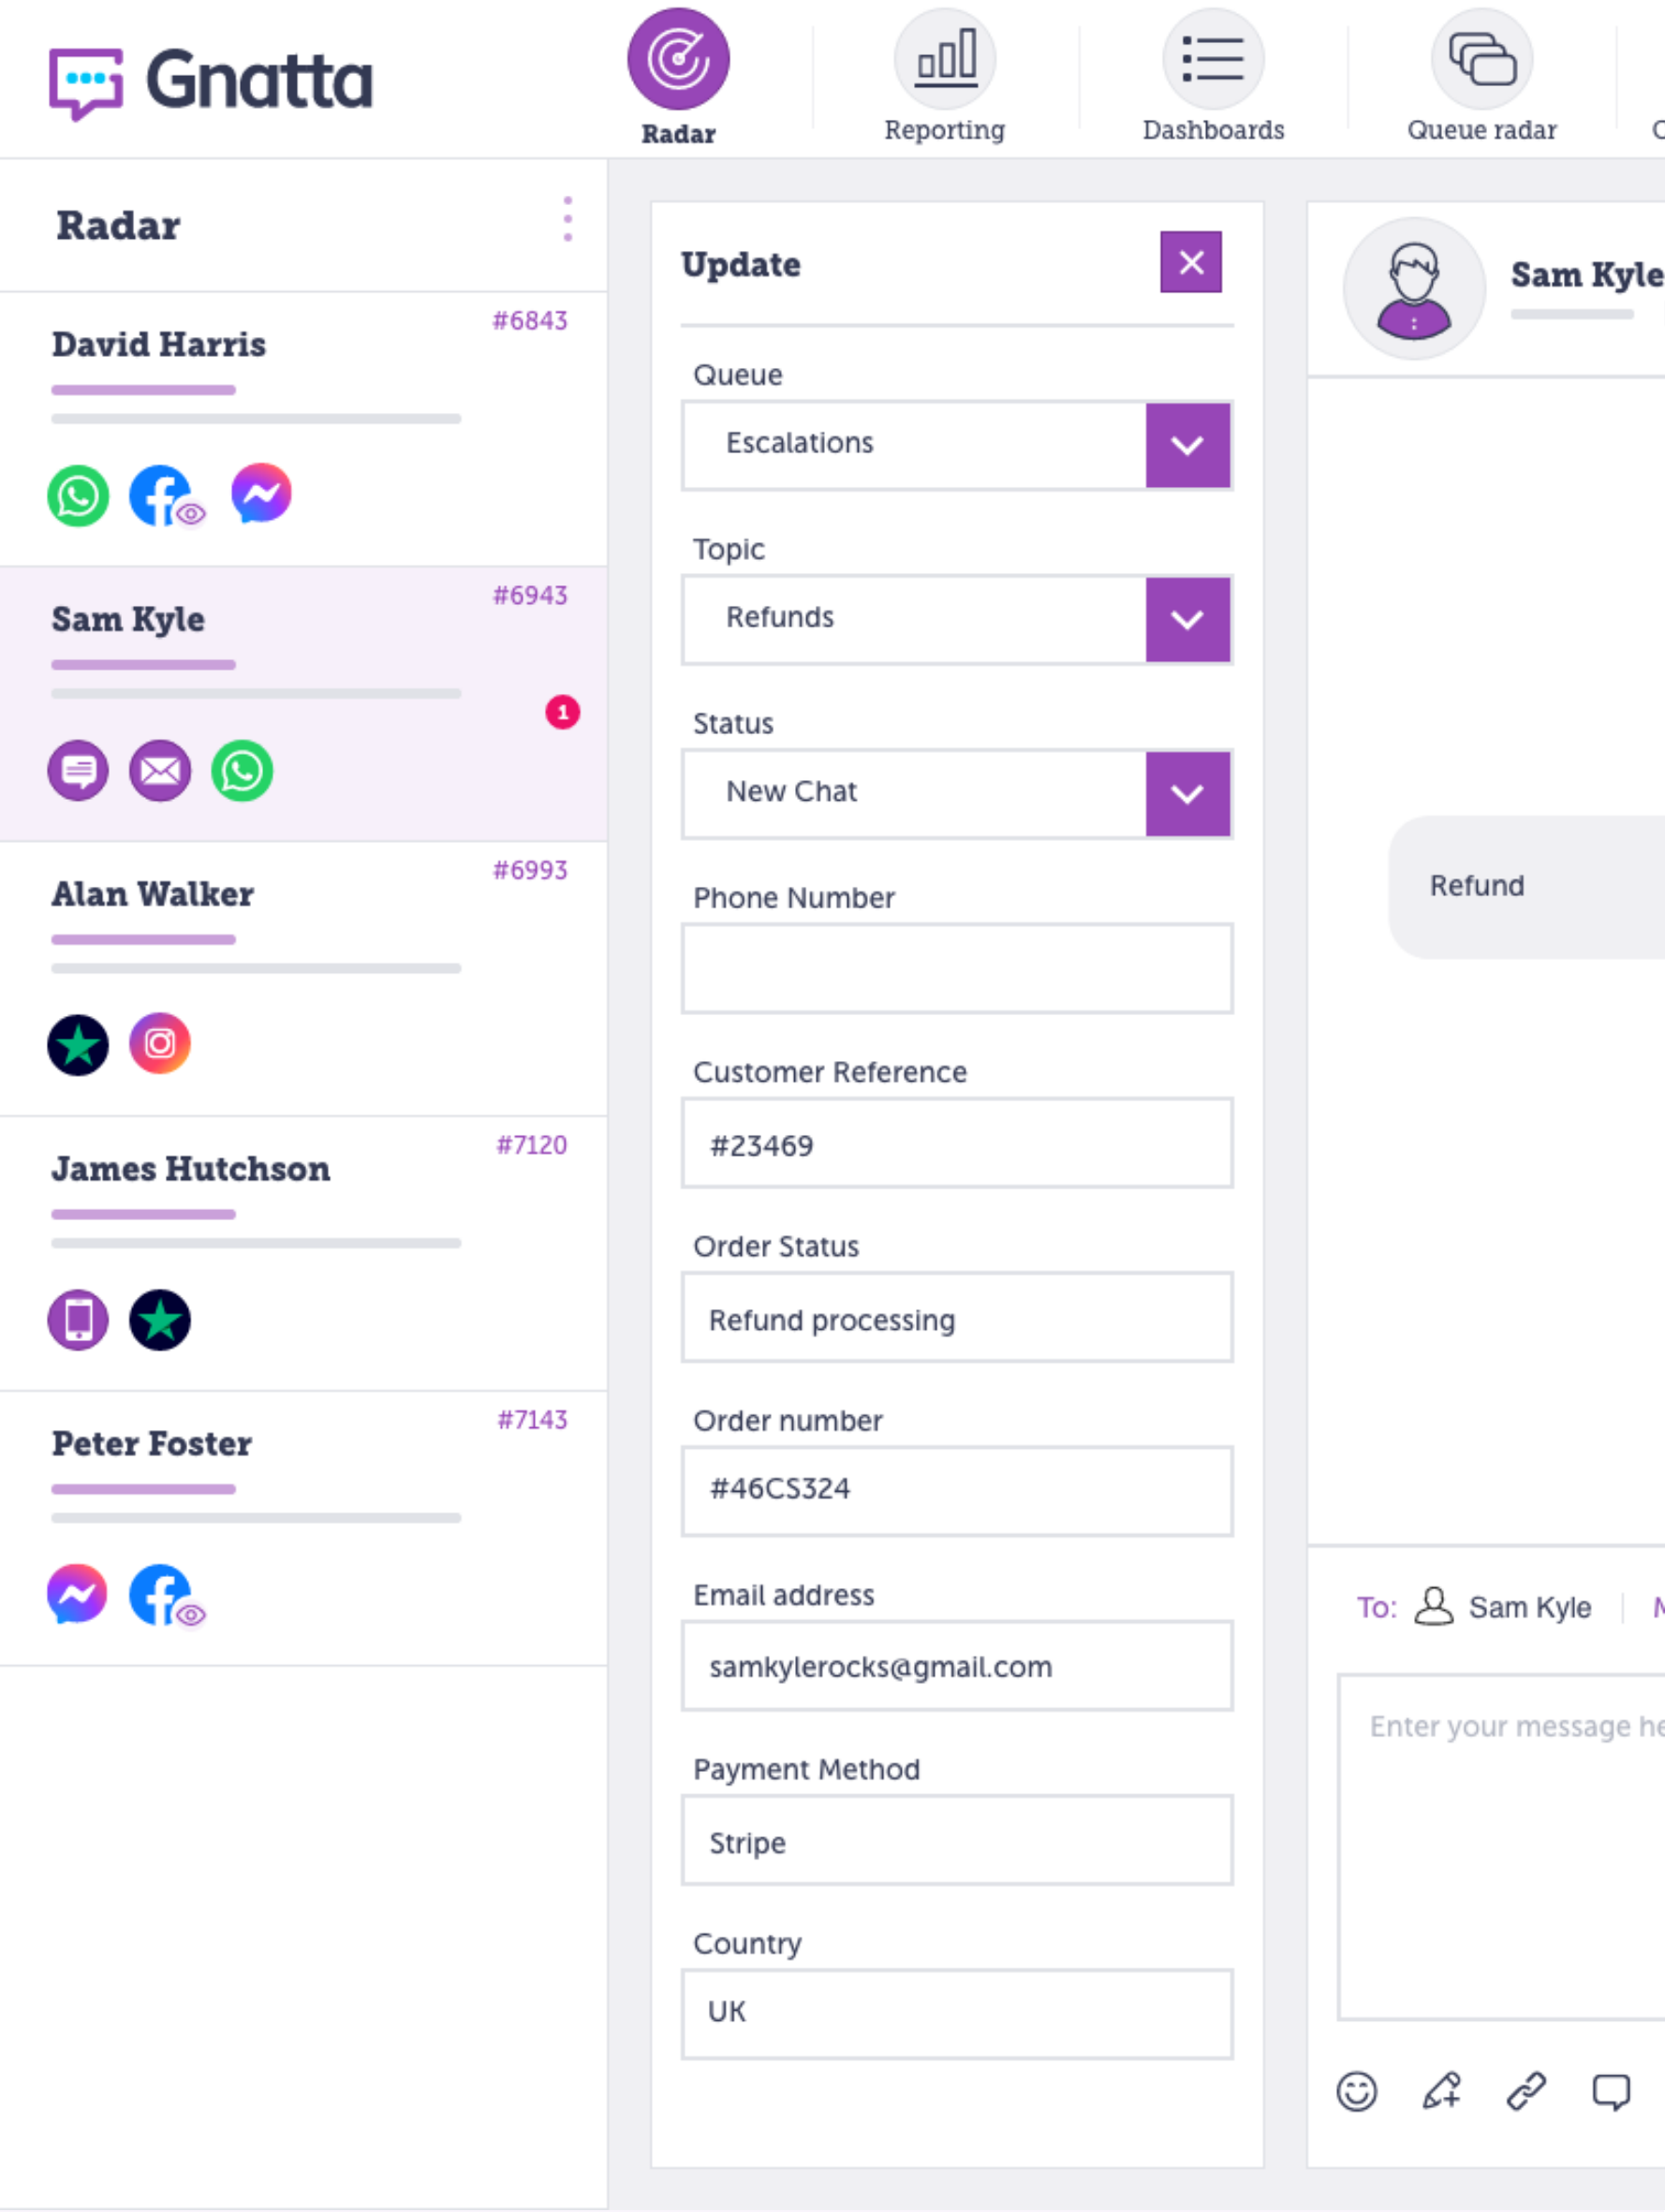 Gnatta
Radar
Reporting
Dashboards
Queue radar
Radar
#6843
David Harris
#6943
Sam Kyle
1
#6993
Alan Walker
#7120
James Hutchson
#7143
Peter Foster
Update
Queue
Escalations
Topic
Refunds
Status
New Chat
Phone Number
Customer Reference
#23469
Order Status
Refund processing
Order number
#46CS324
Email address
samkylerocks@gmail.com
Payment Method
Stripe
Country
UK
Sam Kyle
Refund
To: Sam Kyle
Enter your message